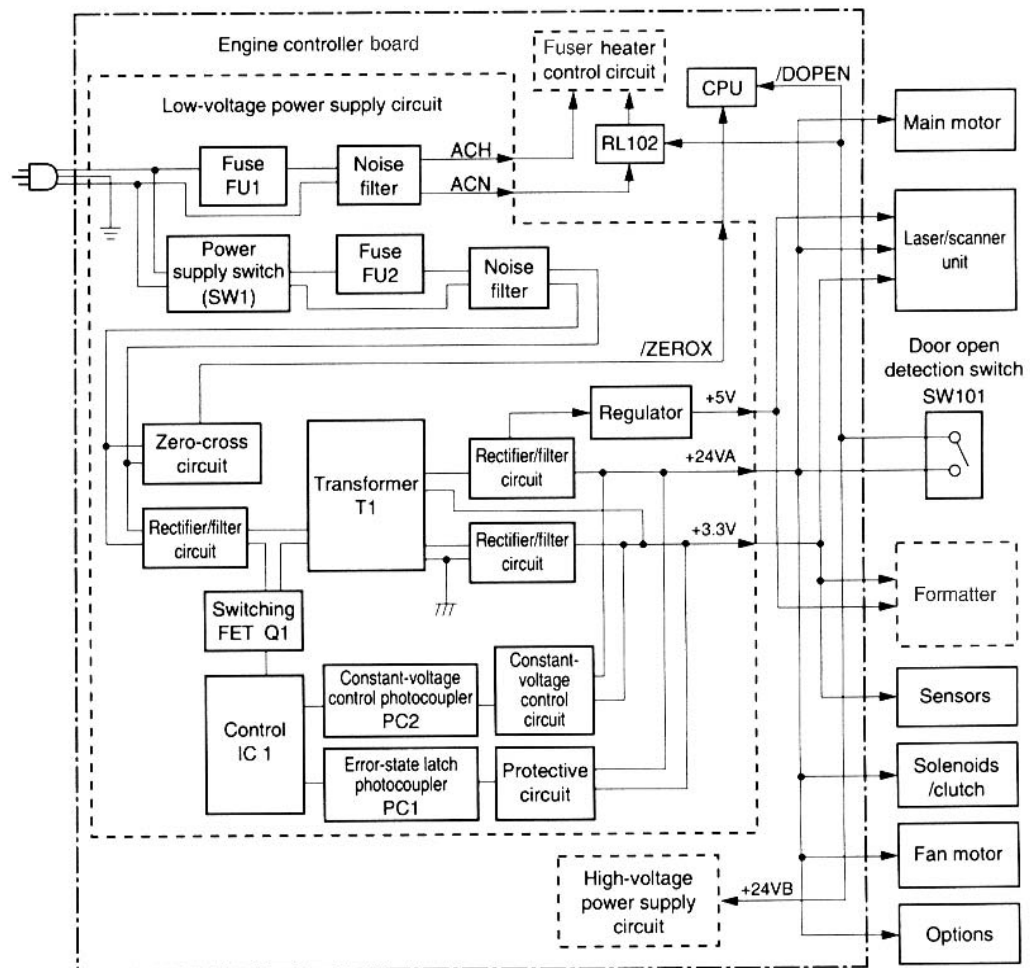 Engine controller board
Fuser heater
control circuit
/DOPEN
CPU
Main motor
Low-voltage power supply circuit
RL102
ACH
Fuse
FU1
Noise
filter
ACN
Laser/scanner
unit
Power
supply switch
(SW1)
Fuse
FU2
Noise
filter
/ZEROX
Door open
detection switch
SW101
+5V
Regulator
Zero-cross
circuit
Transformer
T1
Rectifier/filter
circuit
+24VA
Rectifier/filter
circuit
Rectifier/filter
circuit
+3.3V
Formatter
Switching
FET Q1
Constant-voltage
control photocoupler
PC2
Constant-
voltage
control
circuit
Sensors
Control
IC 1
Error-state latch
photocoupler
PC1
Protective
circuit
Solenoids
/clutch
Fan motor
High-voltage
power supply
circuit
+24VB
Options